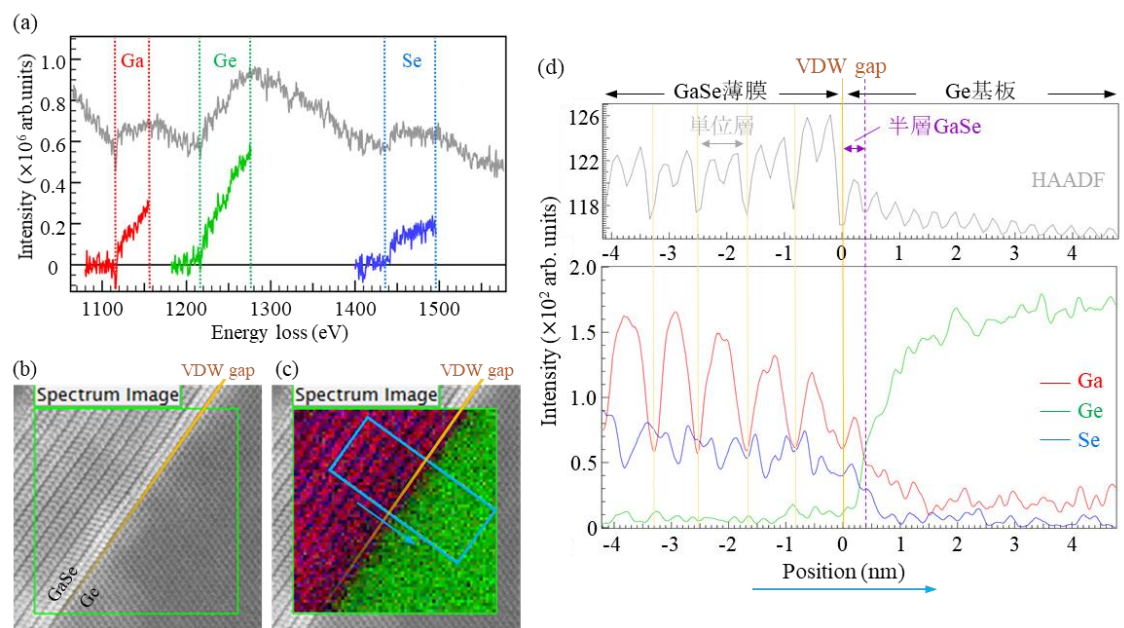 (a)
Intensity (×10⁶ arb.units)
1.0
0.8
0.6
0.4
0.2
0
Ga
Ge
Se
1100
1200
1300
1400
1500
Energy loss (eV)
(b)
VDW gap
Spectrum Image
GaSe
Ge
(c)
VDW gap
Spectrum Image
(d)
VDW gap
GaSe薄膜
Ge基板
126
122
118
単位層
半層GaSe
HAADF
-4 -3 -2 -1 0 1 2 3 4
Intensity (×10² arb. units)
2.0
1.5
1.0
0.5
0
Ga
Ge
Se
-4 -3 -2 -1 0 1 2 3 4
Position (nm)